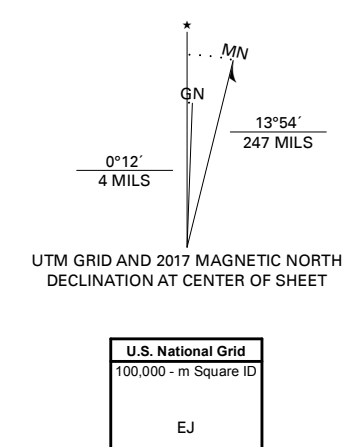 ★
MN
GN
13°54´
247 MILS
0°12´
4 MILS
UTM GRID AND 2017 MAGNETIC NORTH
DECLINATION AT CENTER OF SHEET
U.S. National Grid
100,000 - m Square ID
EJ